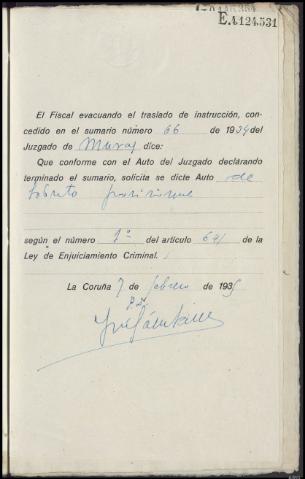 E.4124.531
El Fiscal evacuando el traslado de instrucción, con-
cedido en el sumario número 66 de 1934 del
Juzgado de Muros dice:
Que conforme con el Auto del Juzgado declarando
terminado el sumario, solicita se dicte Auto de
sobreto provisional
según el número 1º del artículo 641 de la
Ley de Enjuiciamiento Criminal.
La Coruña 7 de febrero de 1935